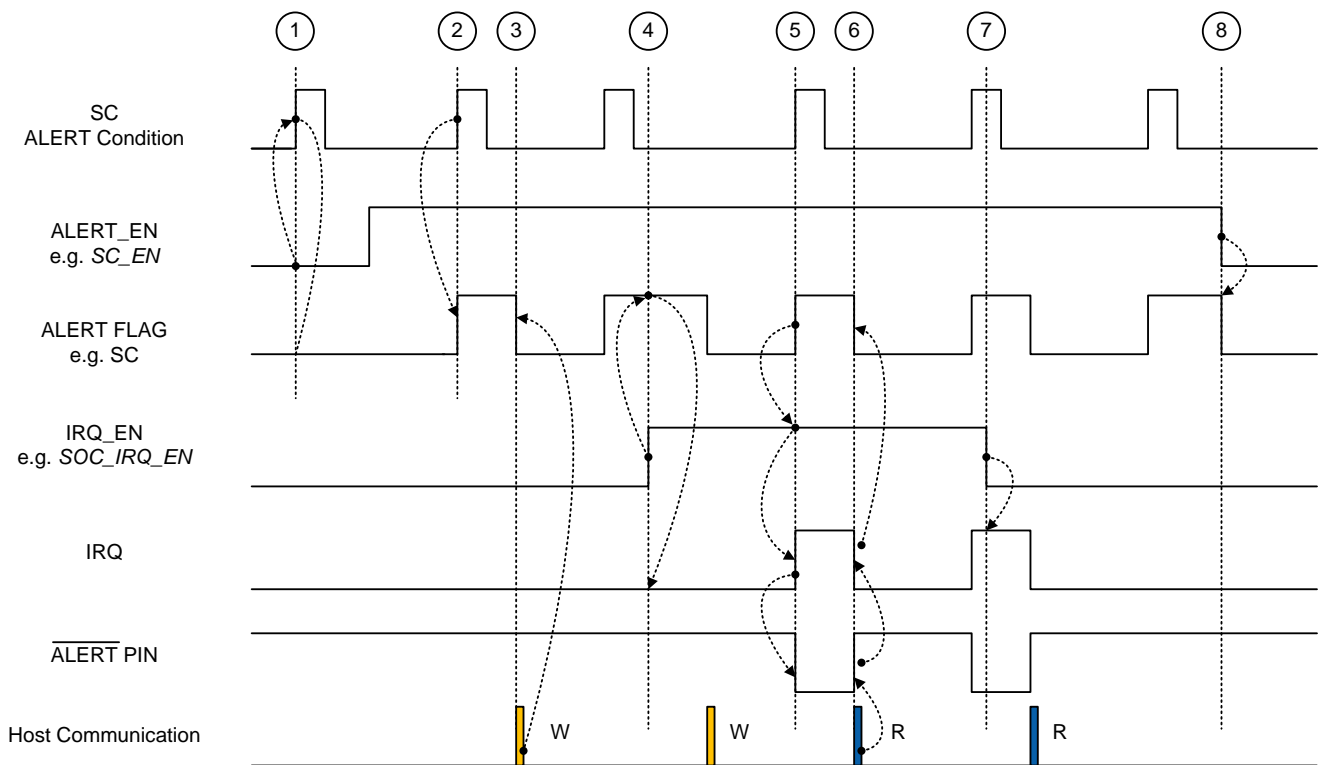 1 2 3 4 5 6 7 8
SC
ALERT Condition
ALERT_EN
e.g. SC_EN
ALERT FLAG
e.g. SC
IRQ_EN
e.g. SOC_IRQ_EN
IRQ
ALERT PIN
Host Communication W W R R